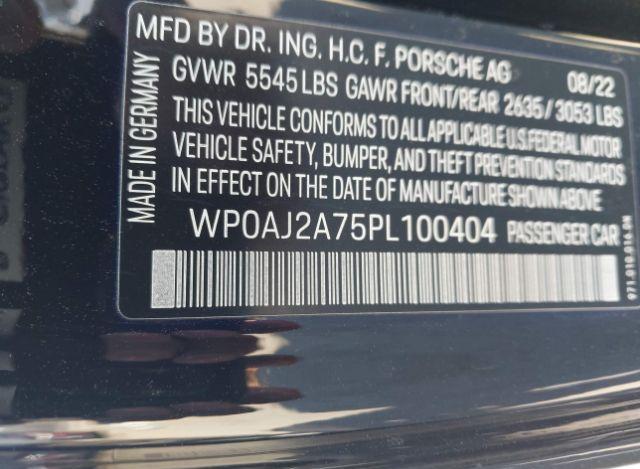 MFD BY DR. ING. H.C. F. PORSCHE AG 08/22
GVWR 5545 LBS GAWR FRONT/REAR 2635 / 3053 LBS
THIS VEHICLE CONFORMS TO ALL APPLICABLE U.S. FEDERAL MOTOR
VEHICLE SAFETY, BUMPER, AND THEFT PREVENTION STANDARDS
IN EFFECT ON THE DATE OF MANUFACTURE SHOWN ABOVE
WP0AJ2A75PL100404 PASSENGER CAR
MADE IN GERMANY